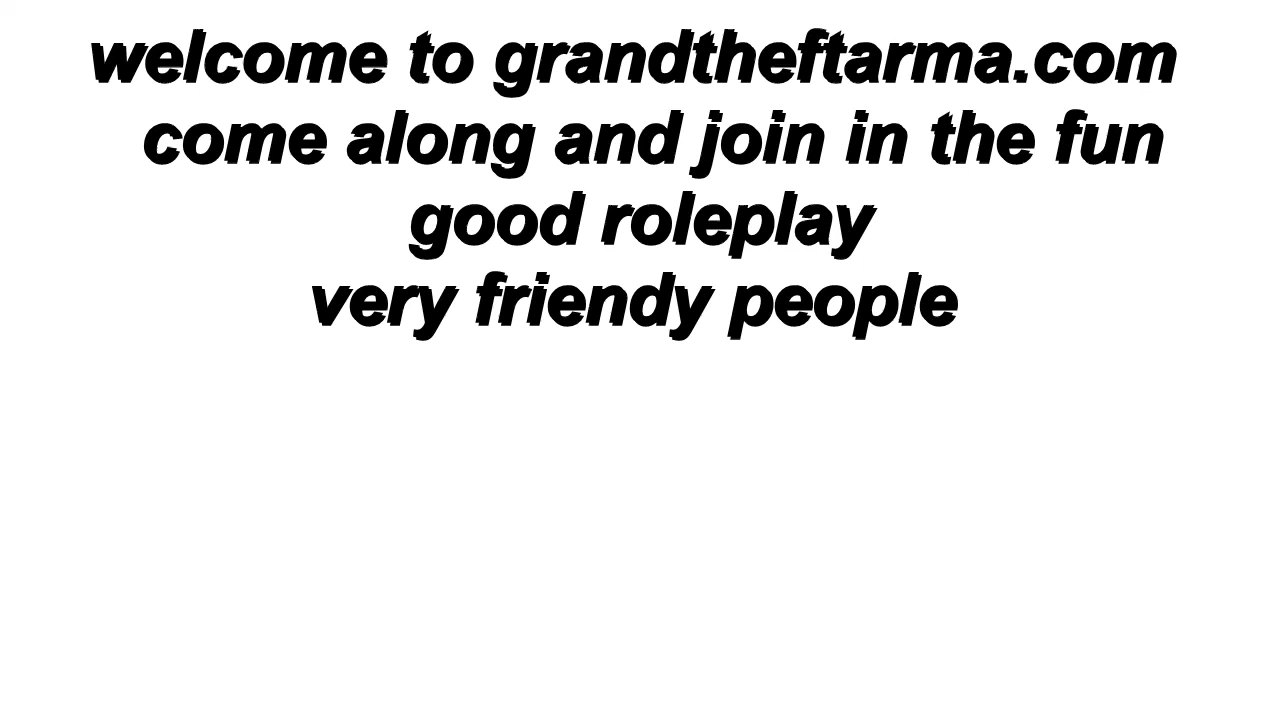 welcome to grandtheftarma.com
come along and join in the fun
good roleplay
very friendy people